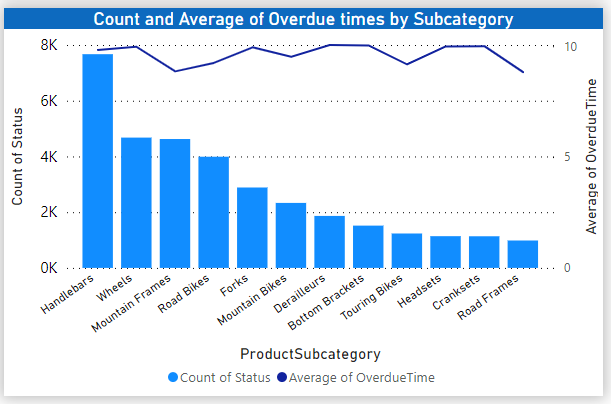 Count and Average of Overdue times by Subcategory
8K
6K
4K
2K
0K
Count of Status
10
5
0
Average of OverdueTime
Handlebars
Wheels
Mountain Frames
Road Bikes
Forks
Mountain Bikes
Derailleurs
Bottom Brackets
Touring Bikes
Headsets
Cranksets
Road Frames
ProductSubcategory
Count of Status Average of OverdueTime